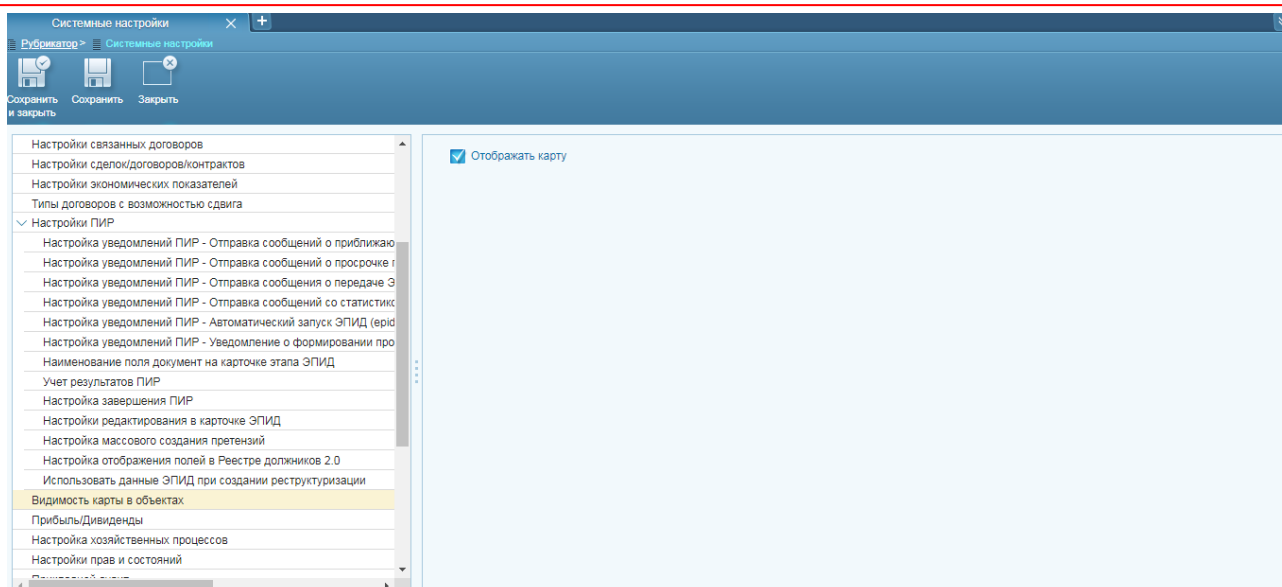 Системные настройки
Рубрикатор > Системные настройки
Сохранить и закрыть
Сохранить
Закрыть
Настройки связанных договоров
Настройки сделок/договоров/контрактов
Настройки экономических показателей
Типы договоров с возможностью сдвига
Настройки ПИР
Настройка уведомлений ПИР - Отправка сообщений о приближаю
Настройка уведомлений ПИР - Отправка сообщений о просрочке
Настройка уведомлений ПИР - Отправка сообщения о передаче Э
Настройка уведомлений ПИР - Отправка сообщений со статистик
Настройка уведомлений ПИР - Автоматический запуск ЭПИД (epid
Настройка уведомлений ПИР - Уведомление о формировании про
Наименование поля документ на карточке этапа ЭПИД
Учет результатов ПИР
Настройка завершения ПИР
Настройки редактирования в карточке ЭПИД
Настройка массового создания претензий
Настройка отображения полей в Реестре должников 2.0
Использовать данные ЭПИД при создании реструктуризации
Видимость карты в объектах
Прибыль/Дивиденды
Настройка хозяйственных процессов
Настройки прав и состояний
Отображать карту